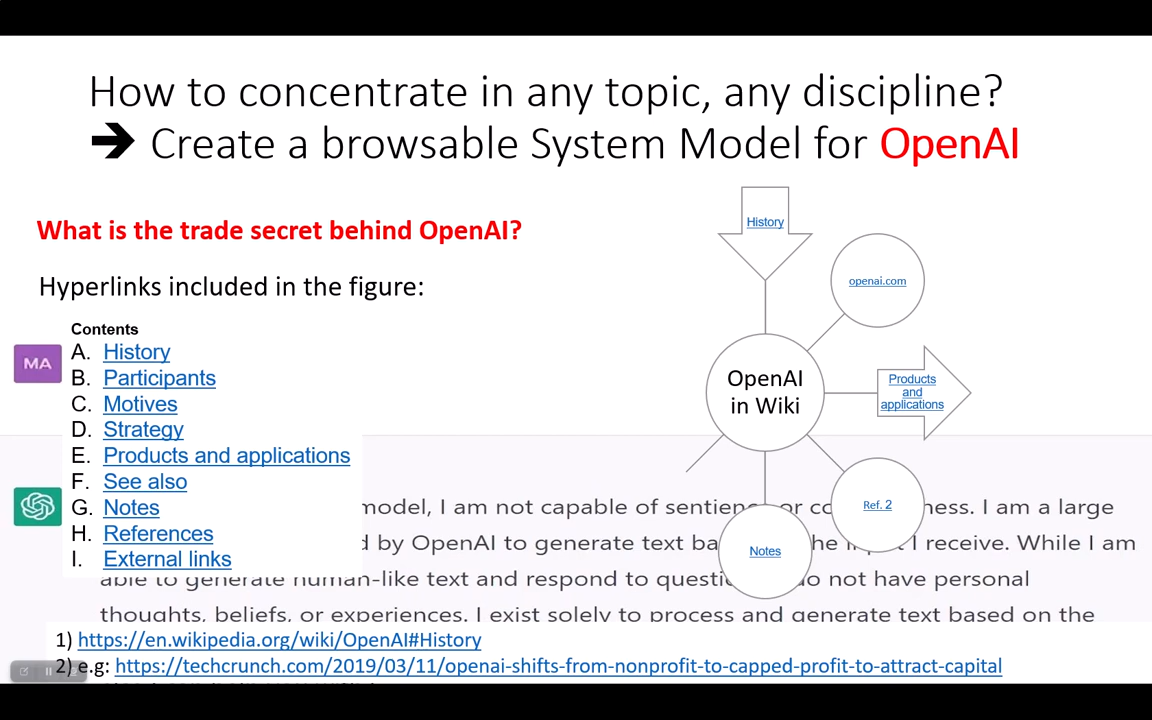 How to concentrate in any topic, any discipline?
➔ Create a browsable System Model for OpenAI
What is the trade secret behind OpenAI?
Hyperlinks included in the figure:
Contents
MA
A. History
B. Participants
C. Motives
D. Strategy
E. Products and applications
F. See also
G. Notes
H. References
I. External links
History
openai.com
OpenAI
in Wiki
Products
and
applications
Ref. 2
Notes
model, I am not capable of or I am a large
by OpenAI to generate text I receive. While I am
able to generate human-like text and respond to do not have personal
thoughts, beliefs, or experiences. I exist solely to process and generate text based on the
1) https://en.wikipedia.org/wiki/OpenAI#History
2) e.g: https://techcrunch.com/2019/03/11/openai-shifts-from-nonprofit-to-capped-profit-to-attract-capital